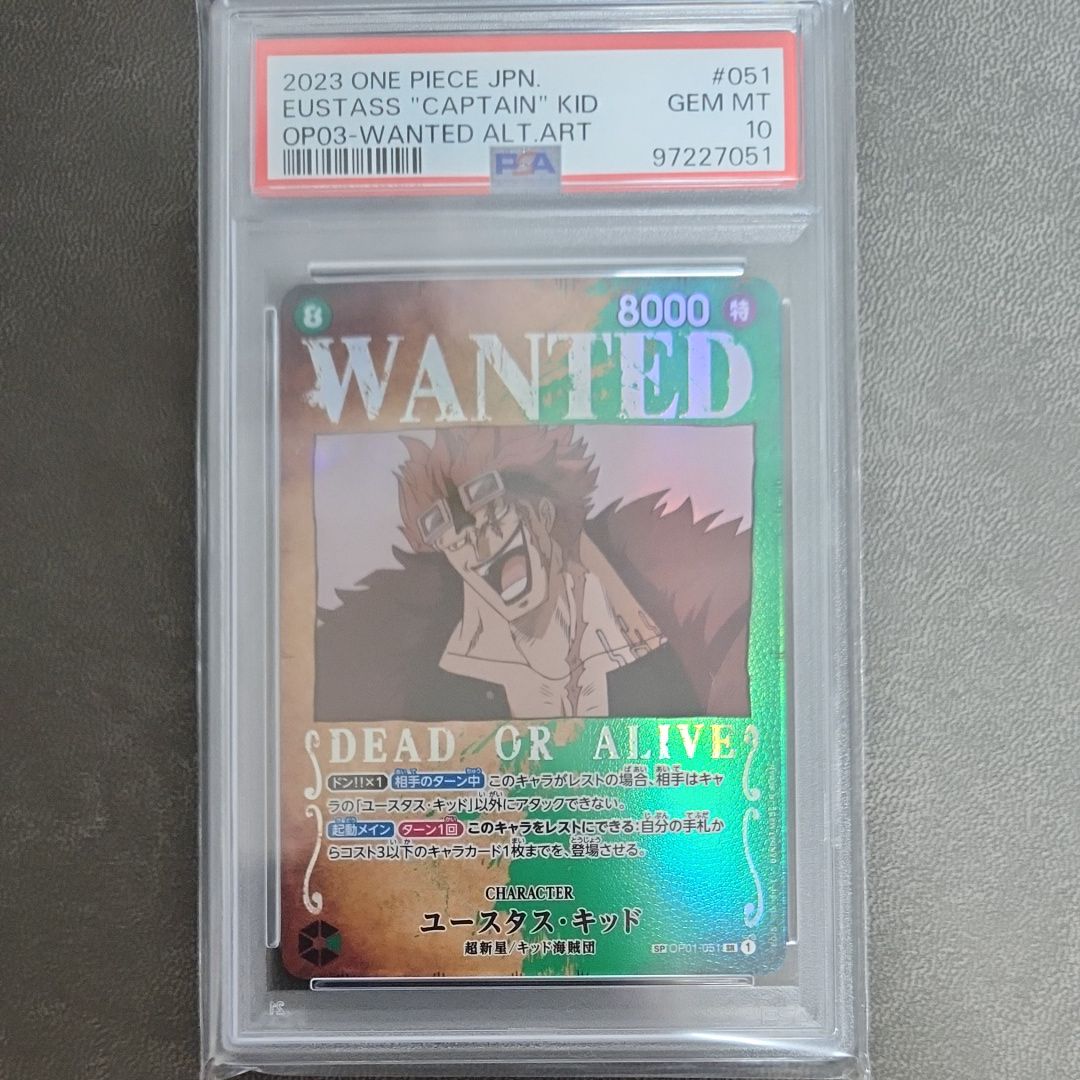 2023 ONE PIECE JPN. #051
EUSTASS "CAPTAIN" KID GEM MT
OP03-WANTED ALT.ART 10
PSA 97227051
8 8000 特
WANTED
DEAD OR ALIVE
ドン!!×1 相手のターン中 このキャラがレストの場合、相手はキャ
ラの「ユースタス・キッド」以外にアタックできない。
起動メイン ターン1回 このキャラをレストにできる:自分の手札か
らコスト3以下のキャラカード1枚までを、登場させる。
CHARACTER
ユースタス・キッド
超新星/キッド海賊団
SP OP01-051 SR 1